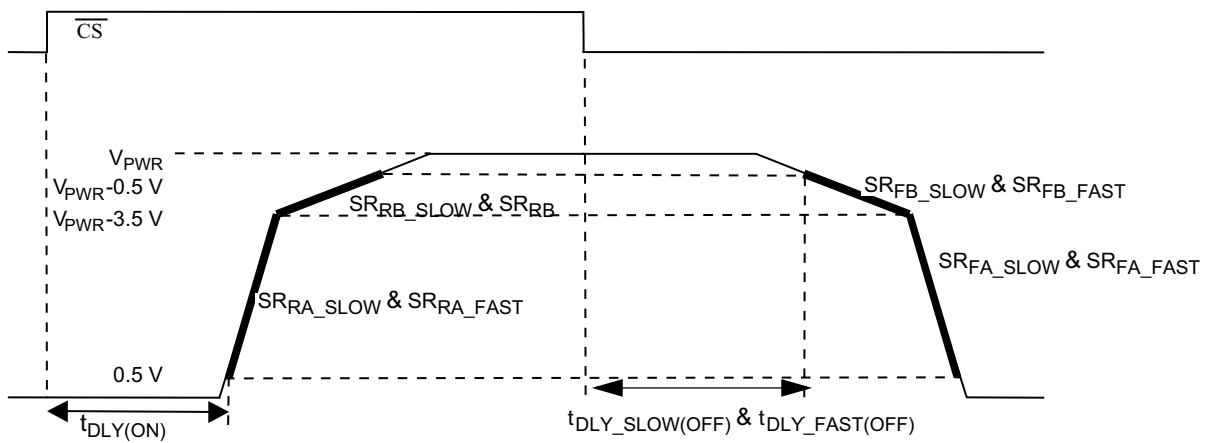 CS
VPWR
VPWR-0.5 V
VPWR-3.5 V
SRRB_SLOW & SRRB
SRFB_SLOW & SRFB_FAST
SRFA_SLOW & SRFA_FAST
SRRA_SLOW & SRRA_FAST
0.5 V
tDLY(ON)
tDLY_SLOW(OFF) & tDLY_FAST(OFF)